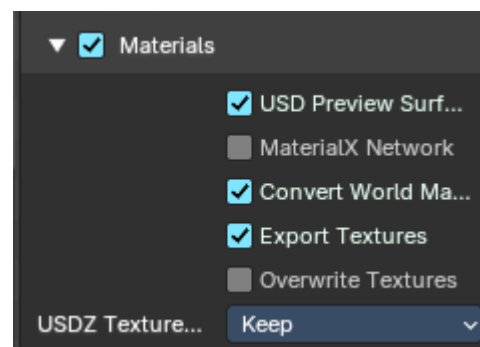 Materials
USD Preview Surf...
MaterialX Network
Convert World Ma...
Export Textures
Overwrite Textures
USDZ Texture... Keep